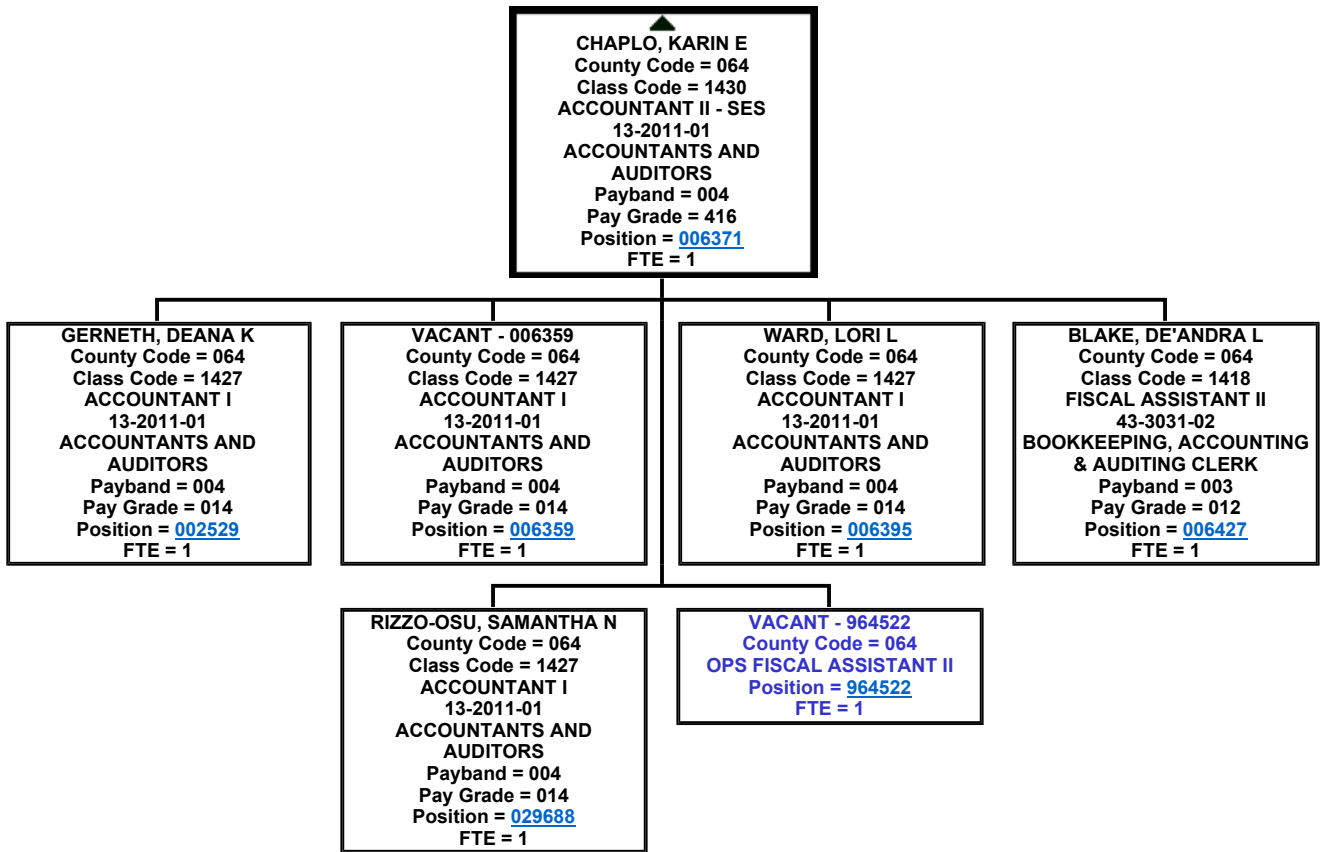 CHAPLO, KARIN E
County Code = 064
Class Code = 1430
ACCOUNTANT II - SES
13-2011-01
ACCOUNTANTS AND
AUDITORS
Payband = 004
Pay Grade = 416
Position = 006371
FTE = 1
GERNETH, DEANA K
County Code = 064
Class Code = 1427
ACCOUNTANT I
13-2011-01
ACCOUNTANTS AND
AUDITORS
Payband = 004
Pay Grade = 014
Position = 002529
FTE = 1
VACANT - 006359
County Code = 064
Class Code = 1427
ACCOUNTANT I
13-2011-01
ACCOUNTANTS AND
AUDITORS
Payband = 004
Pay Grade = 014
Position = 006359
FTE = 1
WARD, LORI L
County Code = 064
Class Code = 1427
ACCOUNTANT I
13-2011-01
ACCOUNTANTS AND
AUDITORS
Payband = 004
Pay Grade = 014
Position = 006395
FTE = 1
BLAKE, DE'ANDRA L
County Code = 064
Class Code = 1418
FISCAL ASSISTANT II
43-3031-02
BOOKKEEPING, ACCOUNTING
& AUDITING CLERK
Payband = 003
Pay Grade = 012
Position = 006427
FTE = 1
RIZZO-OSU, SAMANTHA N
County Code = 064
Class Code = 1427
ACCOUNTANT I
13-2011-01
ACCOUNTANTS AND
AUDITORS
Payband = 004
Pay Grade = 014
Position = 029688
FTE = 1
VACANT - 964522
County Code = 064
OPS FISCAL ASSISTANT II
Position = 964522
FTE = 1